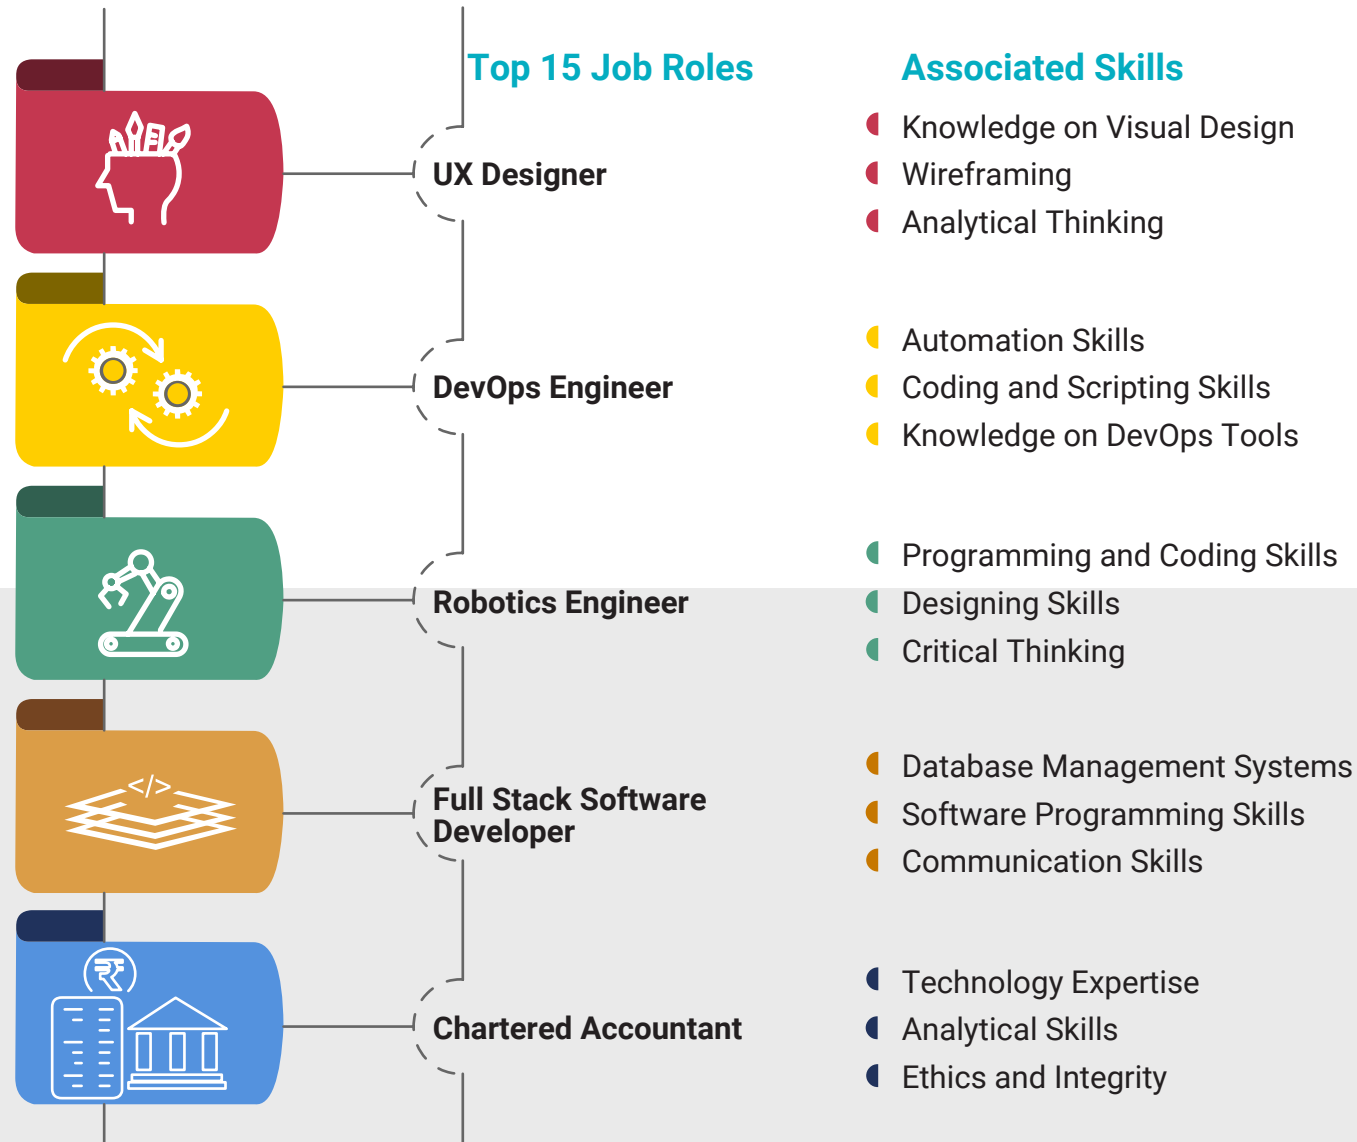 Top 15 Job Roles
Associated Skills
UX Designer
Knowledge on Visual Design
Wireframing
Analytical Thinking
DevOps Engineer
Automation Skills
Coding and Scripting Skills
Knowledge on DevOps Tools
Robotics Engineer
Programming and Coding Skills
Designing Skills
Critical Thinking
</>
Full Stack Software
Developer
Database Management Systems
Software Programming Skills
Communication Skills
₹
Chartered Accountant
Technology Expertise
Analytical Skills
Ethics and Integrity